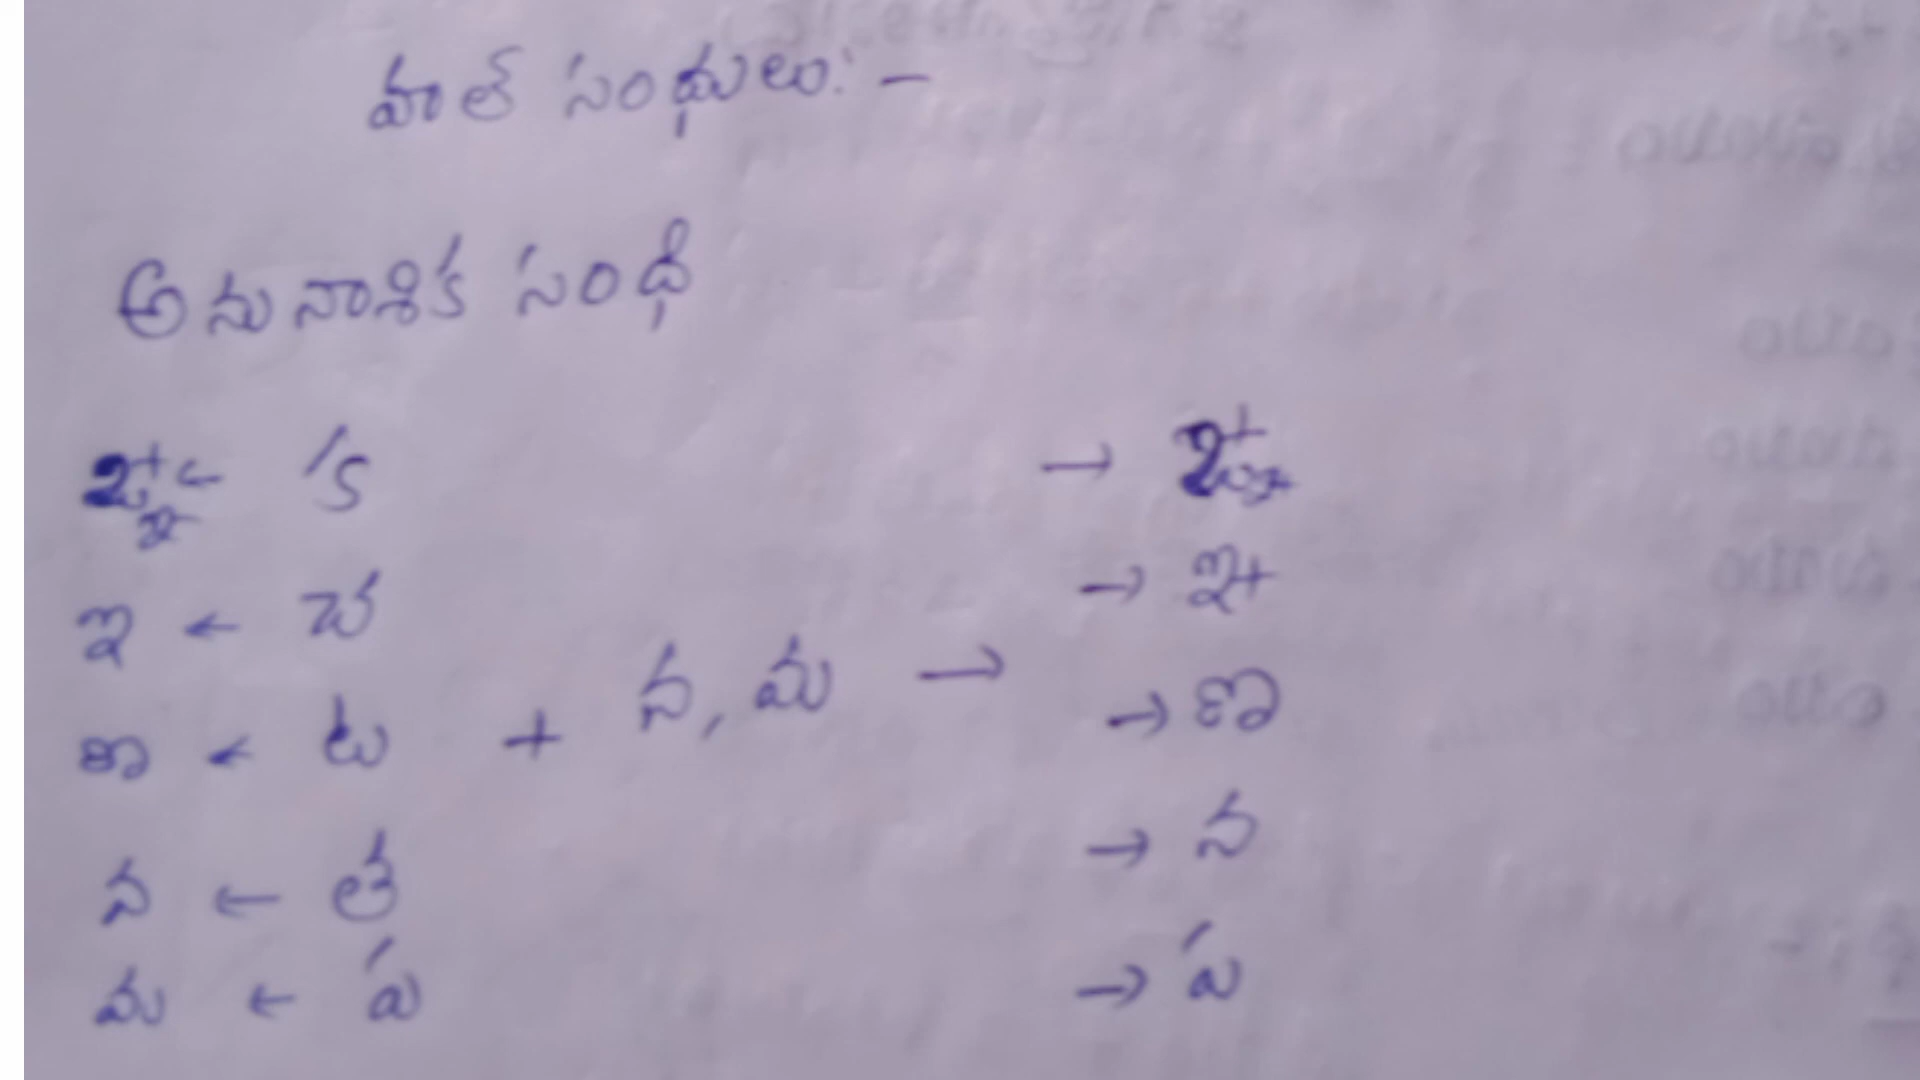 హల్ సంధులు:-
అనునాశిక సంధి
← క →
ఞ ← చ → ఞ
ణ ← ట + న, మ → → ణ
న ← త → న
మ ← ప → ప